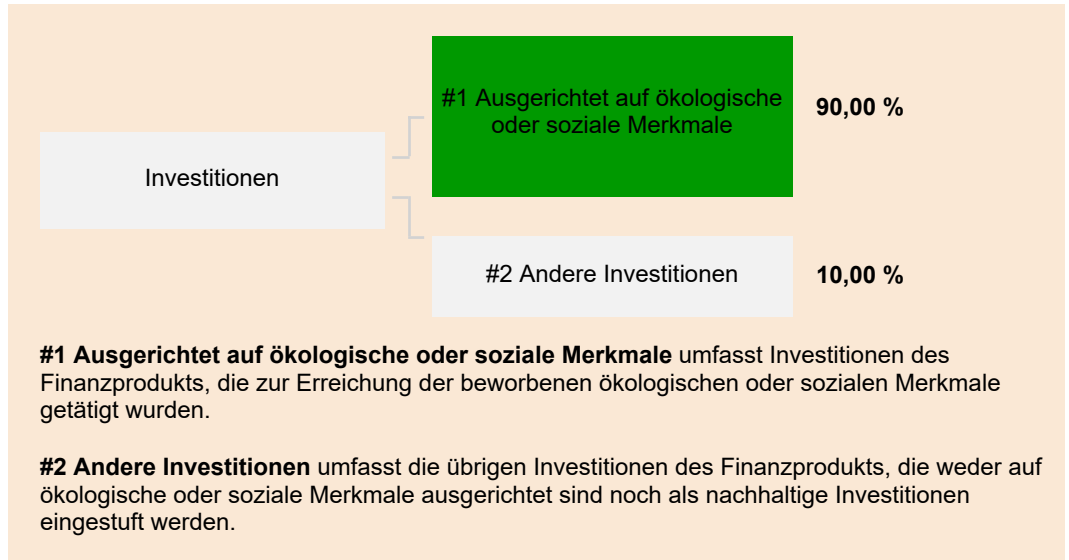 #1 Ausgerichtet auf ökologische
oder soziale Merkmale
90,00 %
Investitionen
#2 Andere Investitionen
10,00 %
#1 Ausgerichtet auf ökologische oder soziale Merkmale umfasst Investitionen des
Finanzprodukts, die zur Erreichung der beworbenen ökologischen oder sozialen Merkmale
getätigt wurden.
#2 Andere Investitionen umfasst die übrigen Investitionen des Finanzprodukts, die weder auf
ökologische oder soziale Merkmale ausgerichtet sind noch als nachhaltige Investitionen
eingestuft werden.